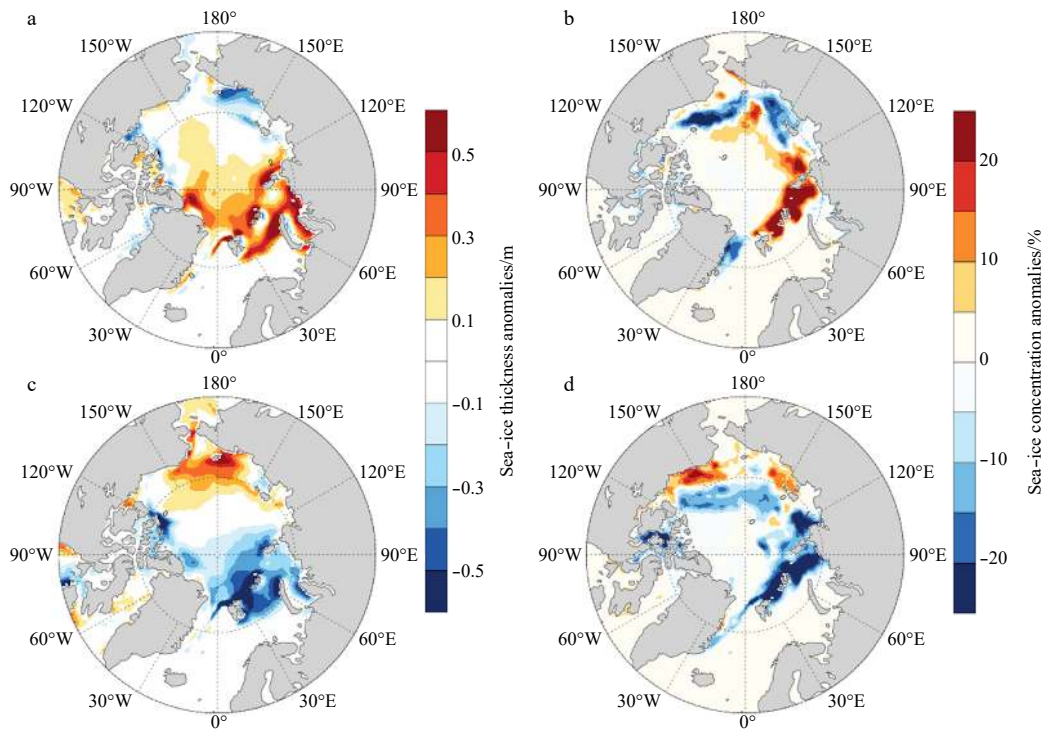 a
180°
150°W
150°E
120°W
120°E
90°W
90°E
60°W
60°E
30°W
30°E
0°
b
180°
150°W
150°E
120°W
120°E
90°W
90°E
60°W
60°E
30°W
30°E
0°
c
180°
150°W
150°E
120°W
120°E
90°W
90°E
60°W
60°E
30°W
30°E
0°
d
180°
150°W
150°E
120°W
120°E
90°W
90°E
60°W
60°E
30°W
30°E
0°
0.5
0.3
0.1
-0.1
-0.3
-0.5
Sea-ice thickness anomalies/m
20
10
0
-10
-20
Sea-ice concentration anomalies/%